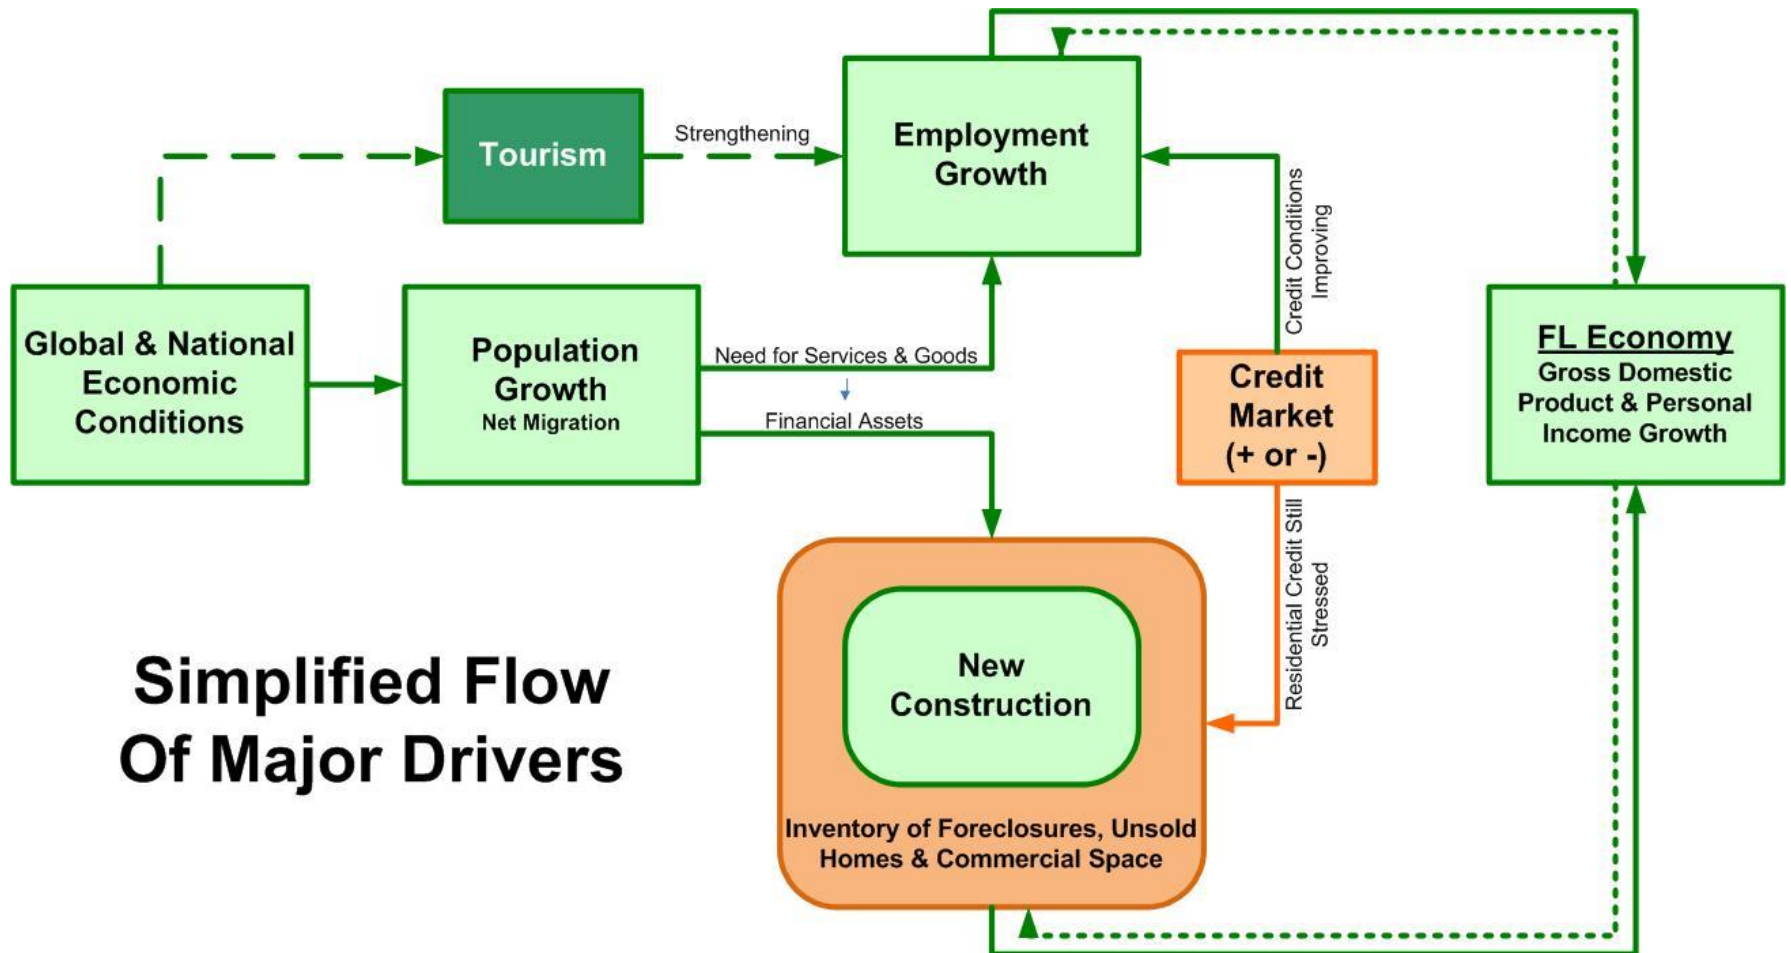 Tourism
Strengthening
Employment
Growth
Credit Conditions
Improving
Global & National
Economic
Conditions
Population
Growth
Net Migration
Need for Services & Goods
Financial Assets
Credit
Market
(+ or -)
FL Economy
Gross Domestic
Product & Personal
Income Growth
Residential Credit Still
Stressed
New
Construction
Inventory of Foreclosures, Unsold
Homes & Commercial Space
Simplified Flow
Of Major Drivers